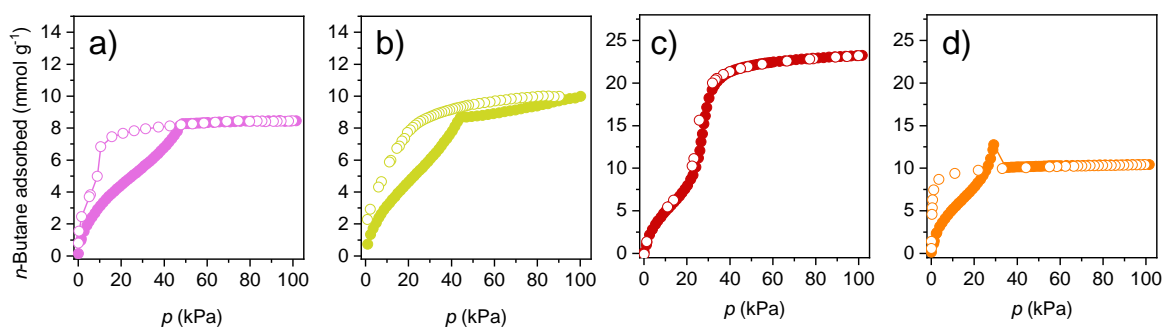 a) b) c) d)
n-Butane adsorbed (mmol g⁻¹)
14 14 25
12 12 20
10 10 15
8 8 10
6 6 5
4 4 0
2 2
0 0
25
20
15
10
5
0
0 20 40 60 80 100 0 20 40 60 80 100 0 20 40 60 80 100 0 20 40 60 80 100
p (kPa) p (kPa) p (kPa) p (kPa)